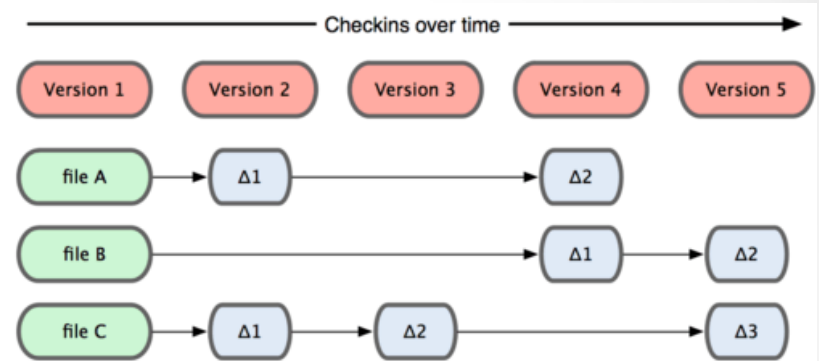 Checkins over time
Version 1 Version 2 Version 3 Version 4 Version 5
file A Δ1 Δ2
file B Δ1 Δ2
file C Δ1 Δ2 Δ3